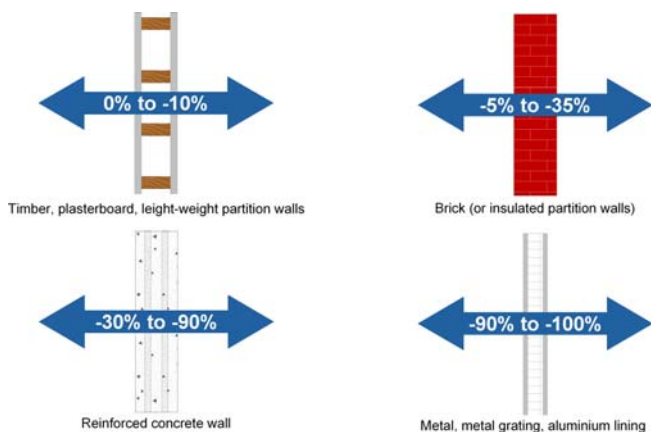 0% to -10%
-5% to -35%
Timber, plasterboard, leight-weight partition walls
Brick (or insulated partition walls)
-30% to -90%
-90% to -100%
Reinforced concrete wall
Metal, metal grating, aluminium lining